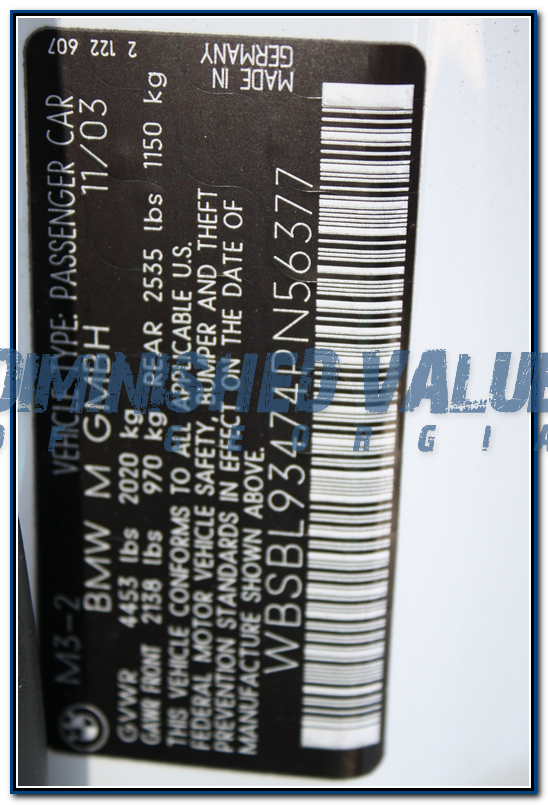 M3-2 VEHICLE TYPE: PASSENGER CAR
BMW M GMBH 11/03
GVWR 4453 lbs 2020 kg
GAWR FRONT 2138 lbs 970 kg REAR 2535 lbs 1150 kg
THIS VEHICLE CONFORMS TO ALL APPLICABLE U.S.
FEDERAL MOTOR VEHICLE SAFETY, BUMPER AND THEFT
PREVENTION STANDARDS IN EFFECT ON THE DATE OF
MANUFACTURE SHOWN ABOVE.
WBSBL93474PN56377
2 122 607
MADE IN
GERMANY
DIMINISHED VALUE
OF GEORGIA